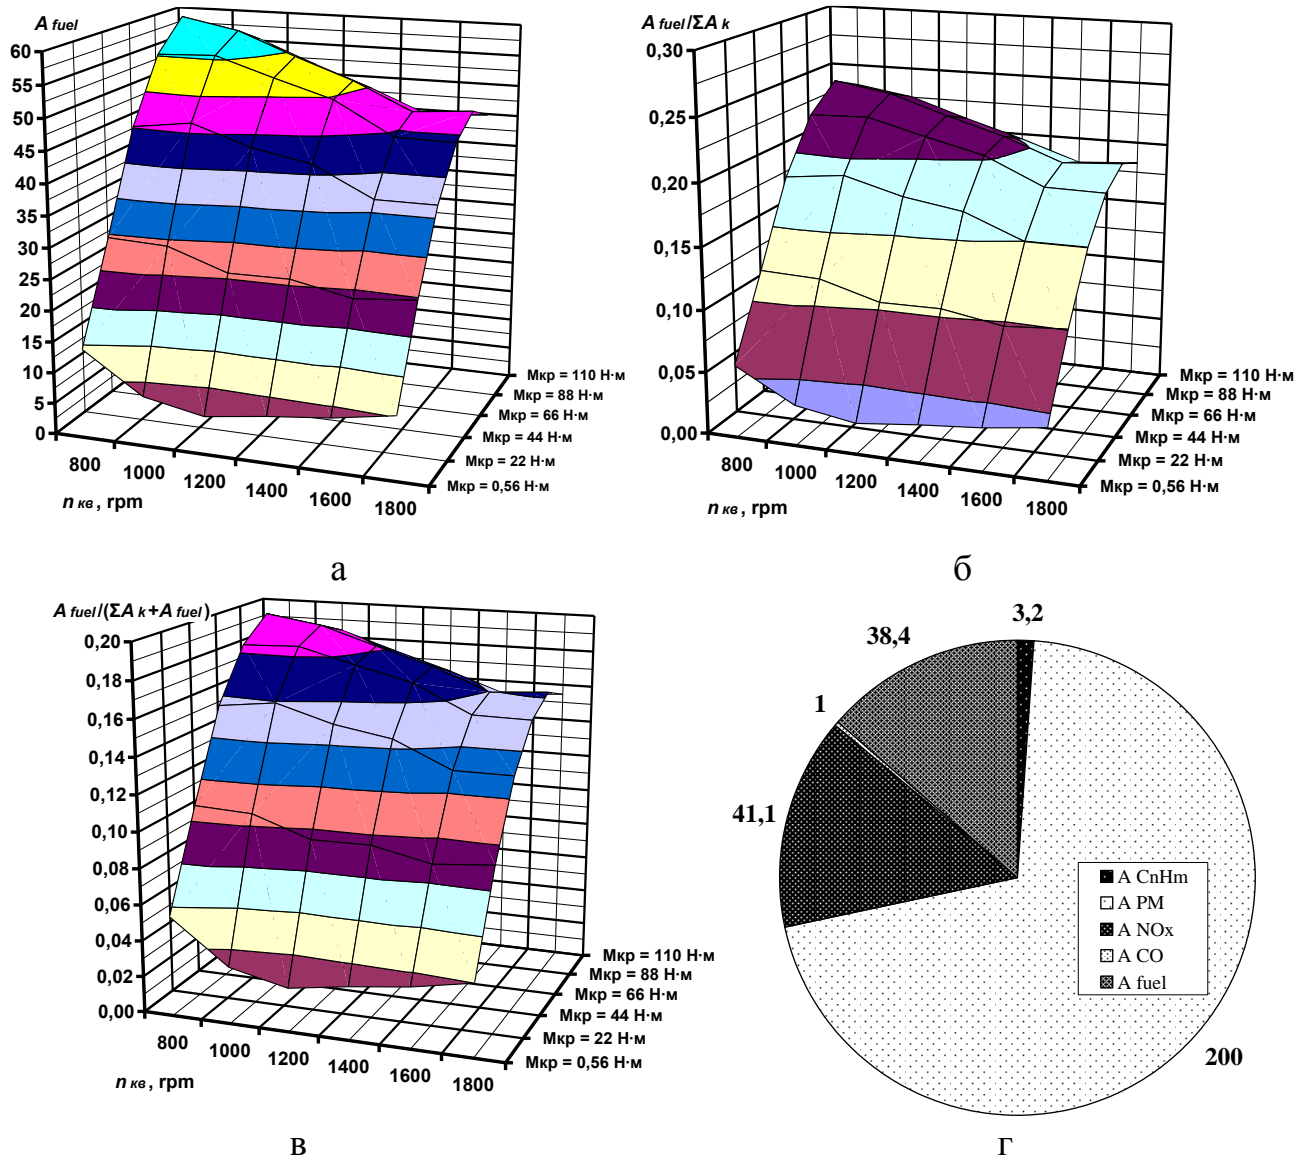 A fuel
60
55
50
45
40
35
30
25
20
15
10
5
0
800
1000
1200
1400
1600
1800
n кв, rpm
Мкр = 110 Н·м
Мкр = 88 Н·м
Мкр = 66 Н·м
Мкр = 44 Н·м
Мкр = 22 Н·м
Мкр = 0,56 Н·м
а
A fuel/ΣA k
0,30
0,25
0,20
0,15
0,10
0,05
0,00
800
1000
1200
1400
1600
1800
n кв, rpm
Мкр = 110 Н·м
Мкр = 88 Н·м
Мкр = 66 Н·м
Мкр = 44 Н·м
Мкр = 22 Н·м
Мкр = 0,56 Н·м
б
A fuel/(ΣA k+A fuel)
0,20
0,18
0,16
0,14
0,12
0,10
0,08
0,06
0,04
0,02
0,00
800
1000
1200
1400
1600
1800
n кв, rpm
Мкр = 110 Н·м
Мкр = 88 Н·м
Мкр = 66 Н·м
Мкр = 44 Н·м
Мкр = 22 Н·м
Мкр = 0,56 Н·м
в
3,2
38,4
1
41,1
200
A CnHm
A PM
A NOx
A CO
A fuel
г